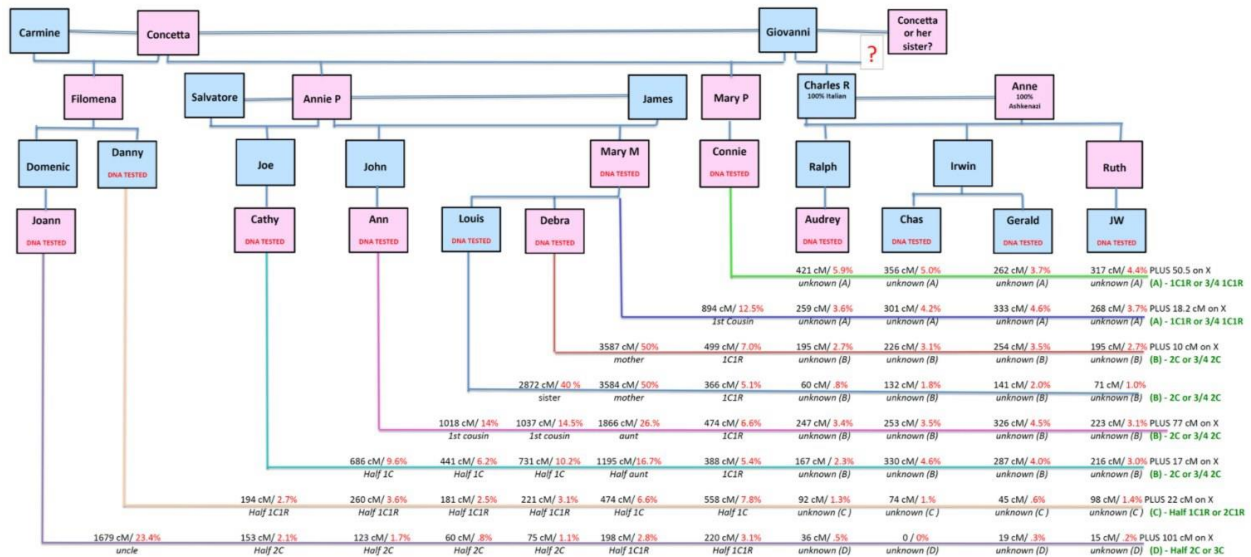 Carmine
Concetta
Giovanni
Concetta
or her
sister?
?
Filomena
Salvatore
Annie P
James
Mary P
Charles R
100% Italian
Anne
100%
Ashkenazi
Domenic
Danny
DNA TESTED
Joe
John
Mary M
DNA TESTED
Connie
DNA TESTED
Ralph
Irwin
Ruth
Joann
DNA TESTED
Cathy
DNA TESTED
Ann
DNA TESTED
Louis
DNA TESTED
Debra
DNA TESTED
Audrey
DNA TESTED
Chas
DNA TESTED
Gerald
DNA TESTED
JW
DNA TESTED
421 cM/ 5.9% 356 cM/ 5.0% 262 cM/ 3.7% 317 cM/ 4.4% PLUS 50.5 on X
unknown (A) unknown (A) unknown (A) unknown (A) (A) - 1C1R or 3/4 1C1R
894 cM/ 12.5% 259 cM/ 3.6% 301 cM/ 4.2% 333 cM/ 4.6% 268 cM/ 3.7% PLUS 18.2 cM on X
1st Cousin unknown (A) unknown (A) unknown (A) unknown (A) (A) - 1C1R or 3/4 1C1R
3587 cM/ 50% 499 cM/ 7.0% 195 cM/ 2.7% 226 cM/ 3.1% 254 cM/ 3.5% 195 cM/ 2.7% PLUS 10 cM on X
mother 1C1R unknown (B) unknown (B) unknown (B) unknown (B) (B) - 2C or 3/4 2C
2872 cM/ 40 % 3584 cM/ 50% 366 cM/ 5.1% 60 cM/ .8% 132 cM/ 1.8% 141 cM/ 2.0% 71 cM/ 1.0%
sister mother 1C1R unknown (B) unknown (B) unknown (B) unknown (B) (B) - 2C or 3/4 2C
1018 cM/ 14% 1037 cM/ 14.5% 1866 cM/ 26.% 474 cM/ 6.6% 247 cM/ 3.4% 253 cM/ 3.5% 326 cM/ 4.5% 223 cM/ 3.1% PLUS 77 cM on X
1st cousin 1st cousin aunt 1C1R unknown (B) unknown (B) unknown (B) unknown (B) (B) - 2C or 3/4 2C
686 cM/ 9.6% 441 cM/ 6.2% 731 cM/ 10.2% 1195 cM/16.7% 388 cM/ 5.4% 167 cM/ 2.3% 330 cM/ 4.6% 287 cM/ 4.0% 216 cM/ 3.0% PLUS 17 cM on X
Half 1C Half 1C Half 1C Half aunt 1C1R unknown (B) unknown (B) unknown (B) unknown (B) (B) - 2C or 3/4 2C
194 cM/ 2.7% 260 cM/ 3.6% 181 cM/ 2.5% 221 cM/ 3.1% 474 cM/ 6.6% 558 cM/ 7.8% 92 cM/ 1.3% 74 cM/ 1.% 45 cM/ .6% 98 cM/ 1.4% PLUS 22 cM on X
Half 1C1R Half 1C1R Half 1C1R Half 1C1R Half 1C Half 1C unknown (C ) unknown (C ) unknown (C ) unknown (C ) (C) - Half 1C1R or 2C1R
1679 cM/ 23.4% 153 cM/ 2.1% 123 cM/ 1.7% 60 cM/ .8% 75 cM/ 1.1% 198 cM/ 2.8% 220 cM/ 3.1% 36 cM/ .5% 0 / 0% 19 cM/ .3% 15 cM/ .2% PLUS 101 cM on X
uncle Half 2C Half 2C Half 2C Half 2C Half 1C1R Half 1C1R unknown (D) unknown (D) unknown (D) unknown (D) (D) - Half 2C or 3C